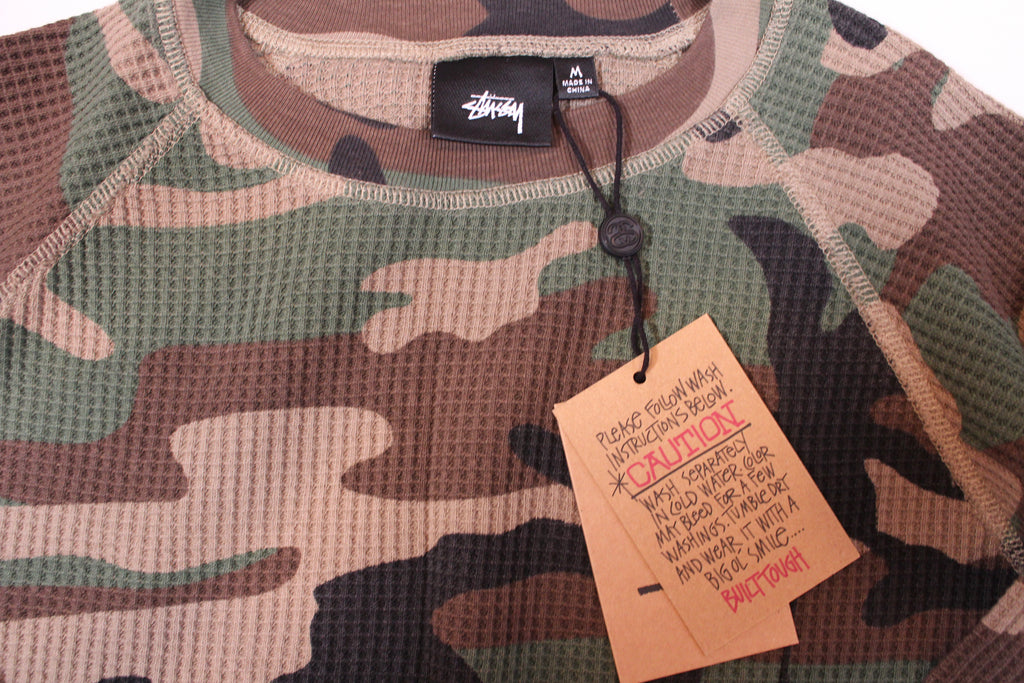 STÜSSY
M
MADE IN
CHINA
PLEASE FOLLOW WASH
INSTRUCTIONS BELOW.
*CAUTION
WASH SEPARATELY
IN COLD WATER, COLOR
MAY BLEED FOR A FEW
WASHINGS. TUMBLE DRY
AND WEAR IT WITH A
BIG OL' SMILE....
BUILT TOUGH